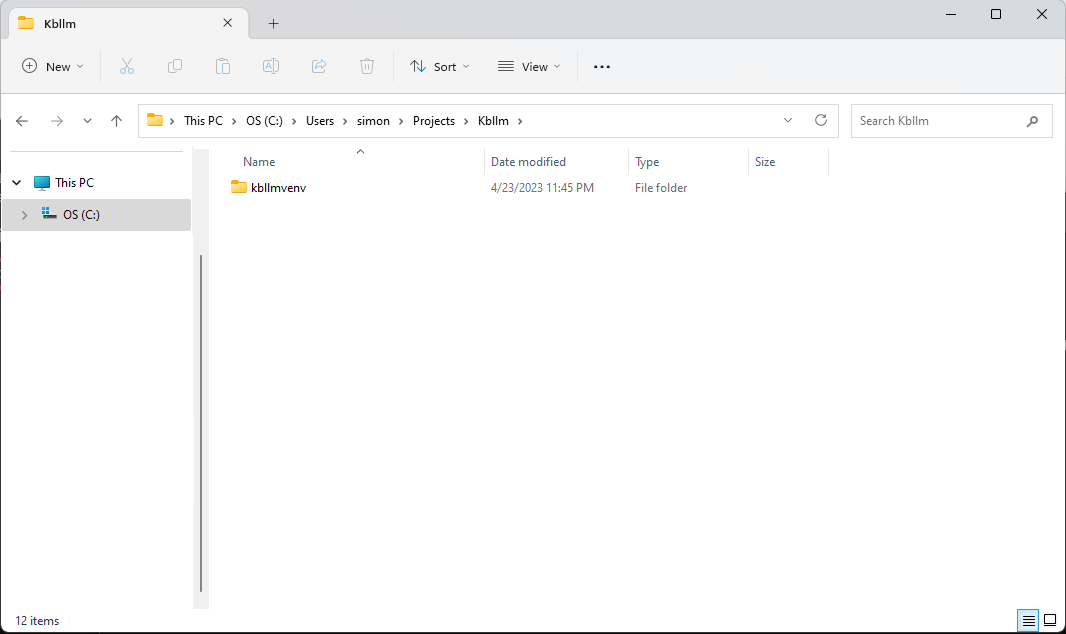 Kbllm
New
Sort
View
This PC
OS (C:)
Users
simon
Projects
Kbllm
Search Kbllm
Name
Date modified
Type
Size
This PC
kbllmvenv
4/23/2023 11:45 PM
File folder
OS (C:)
12 items